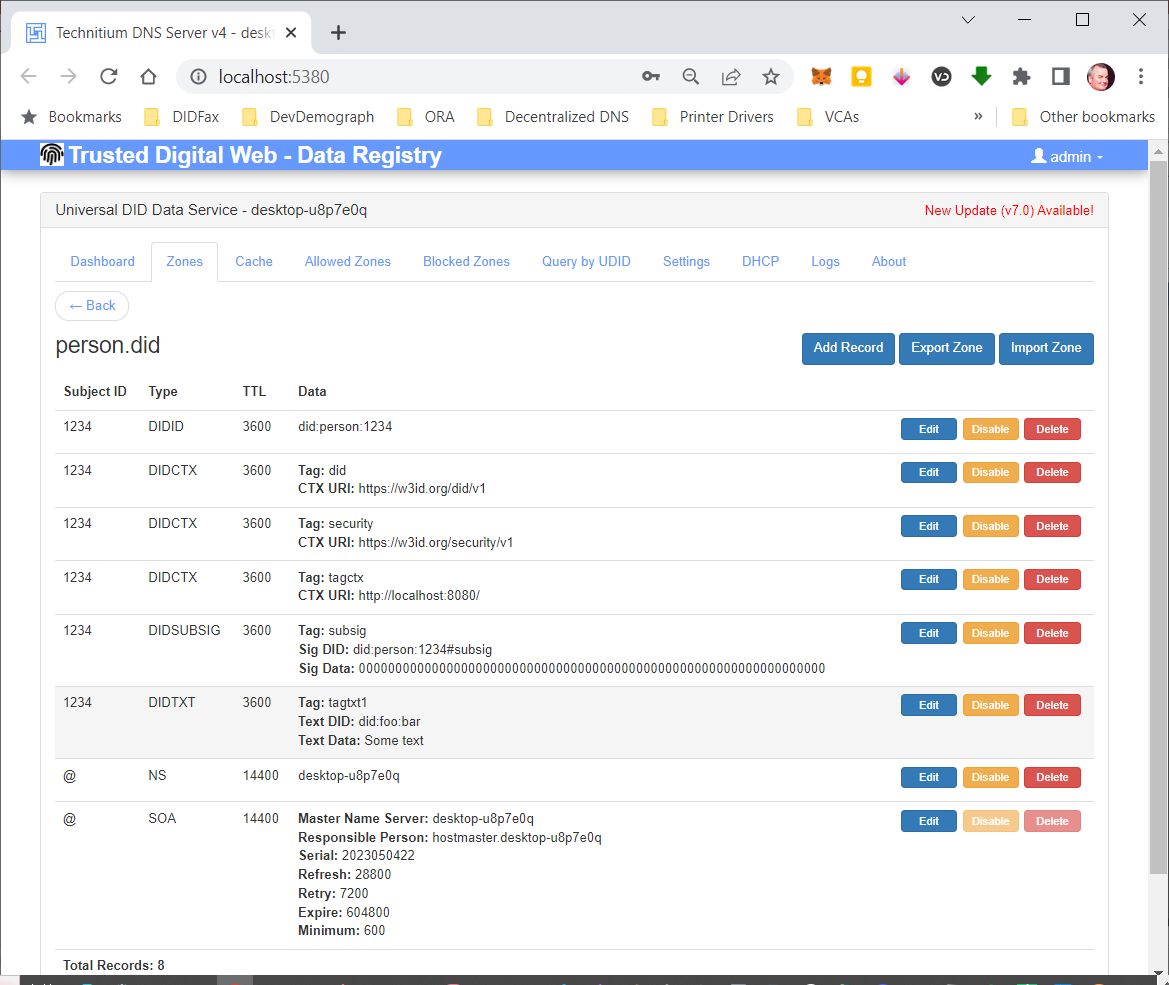 Technitium DNS Server v4 - desk
localhost:5380
Bookmarks DIDFax DevDemograph ORA Decentralized DNS Printer Drivers VCAs » Other bookmarks
Trusted Digital Web - Data Registry admin
Universal DID Data Service - desktop-u8p7e0q New Update (v7.0) Available!
Dashboard Zones Cache Allowed Zones Blocked Zones Query by UDID Settings DHCP Logs About
← Back
person.did Add Record Export Zone Import Zone
Subject ID Type TTL Data
1234 DIDID 3600 did:person:1234 Edit Disable Delete
1234 DIDCTX 3600 Tag: did Edit Disable Delete
CTX URI: https://w3id.org/did/v1
1234 DIDCTX 3600 Tag: security Edit Disable Delete
CTX URI: https://w3id.org/security/v1
1234 DIDCTX 3600 Tag: tagctx Edit Disable Delete
CTX URI: http://localhost:8080/
1234 DIDSUBSIG 3600 Tag: subsig Edit Disable Delete
Sig DID: did:person:1234#subsig
Sig Data: 0000000000000000000000000000000000000000000000000000000000000000
1234 DIDTXT 3600 Tag: tagtxt1 Edit Disable Delete
Text DID: did:foo:bar
Text Data: Some text
@ NS 14400 desktop-u8p7e0q Edit Disable Delete
@ SOA 14400 Master Name Server: desktop-u8p7e0q Edit Disable Delete
Responsible Person: hostmaster.desktop-u8p7e0q
Serial: 2023050422
Refresh: 28800
Retry: 7200
Expire: 604800
Minimum: 600
Total Records: 8